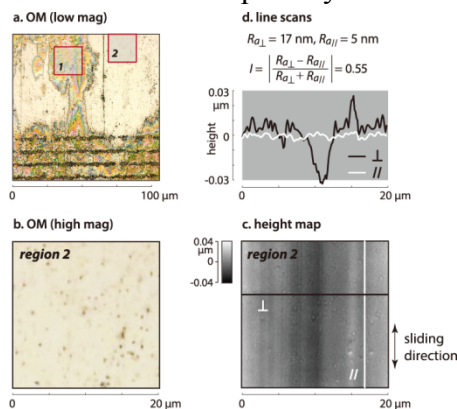 a. OM (low mag)
1
2
0
100 µm
d. line scans
Ra⊥ = 17 nm, Ra// = 5 nm
I = | Ra⊥ − Ra// / Ra⊥ + Ra// | = 0.55
0.03
µm
height
0
-0.03
⊥
//
0
20 µm
b. OM (high mag)
region 2
0
20 µm
0.04
µm
0
-0.04
c. height map
region 2
⊥
//
sliding
direction
0
20 µm